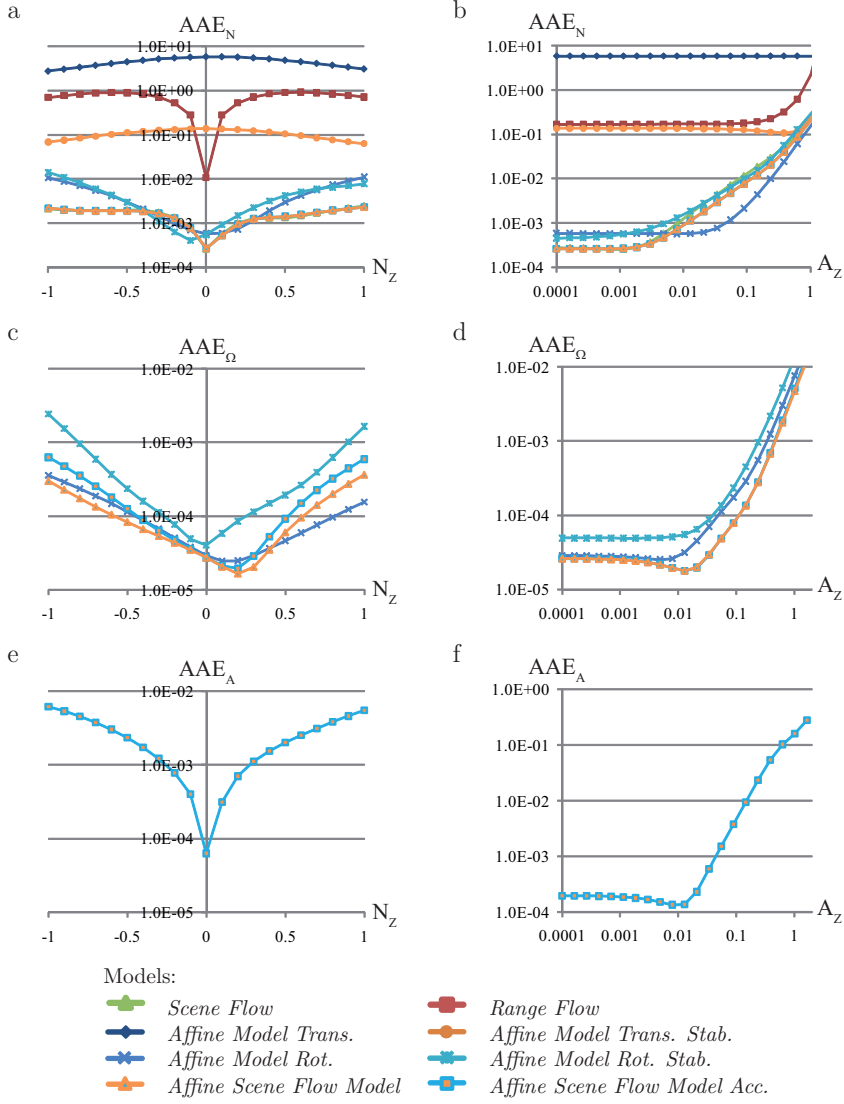 a
AAE_N
1.0E+01
1.0E+00
1.0E-01
1.0E-02
1.0E-03
1.0E-04
-1 -0.5 0 0.5 1
N_Z
b
AAE_N
1.0E+01
1.0E+00
1.0E-01
1.0E-02
1.0E-03
1.0E-04
0.0001 0.001 0.01 0.1 1
A_Z
c
AAE_Ω
1.0E-02
1.0E-03
1.0E-04
1.0E-05
-1 -0.5 0 0.5 1
N_Z
d
AAE_Ω
1.0E-02
1.0E-03
1.0E-04
1.0E-05
0.0001 0.001 0.01 0.1 1
A_Z
e
AAE_A
1.0E-02
1.0E-03
1.0E-04
1.0E-05
-1 -0.5 0 0.5 1
N_Z
f
AAE_A
1.0E+00
1.0E-01
1.0E-02
1.0E-03
1.0E-04
0.0001 0.001 0.01 0.1 1
A_Z
Models:
Scene Flow
Range Flow
Affine Model Trans.
Affine Model Trans. Stab.
Affine Model Rot.
Affine Model Rot. Stab.
Affine Scene Flow Model
Affine Scene Flow Model Acc.